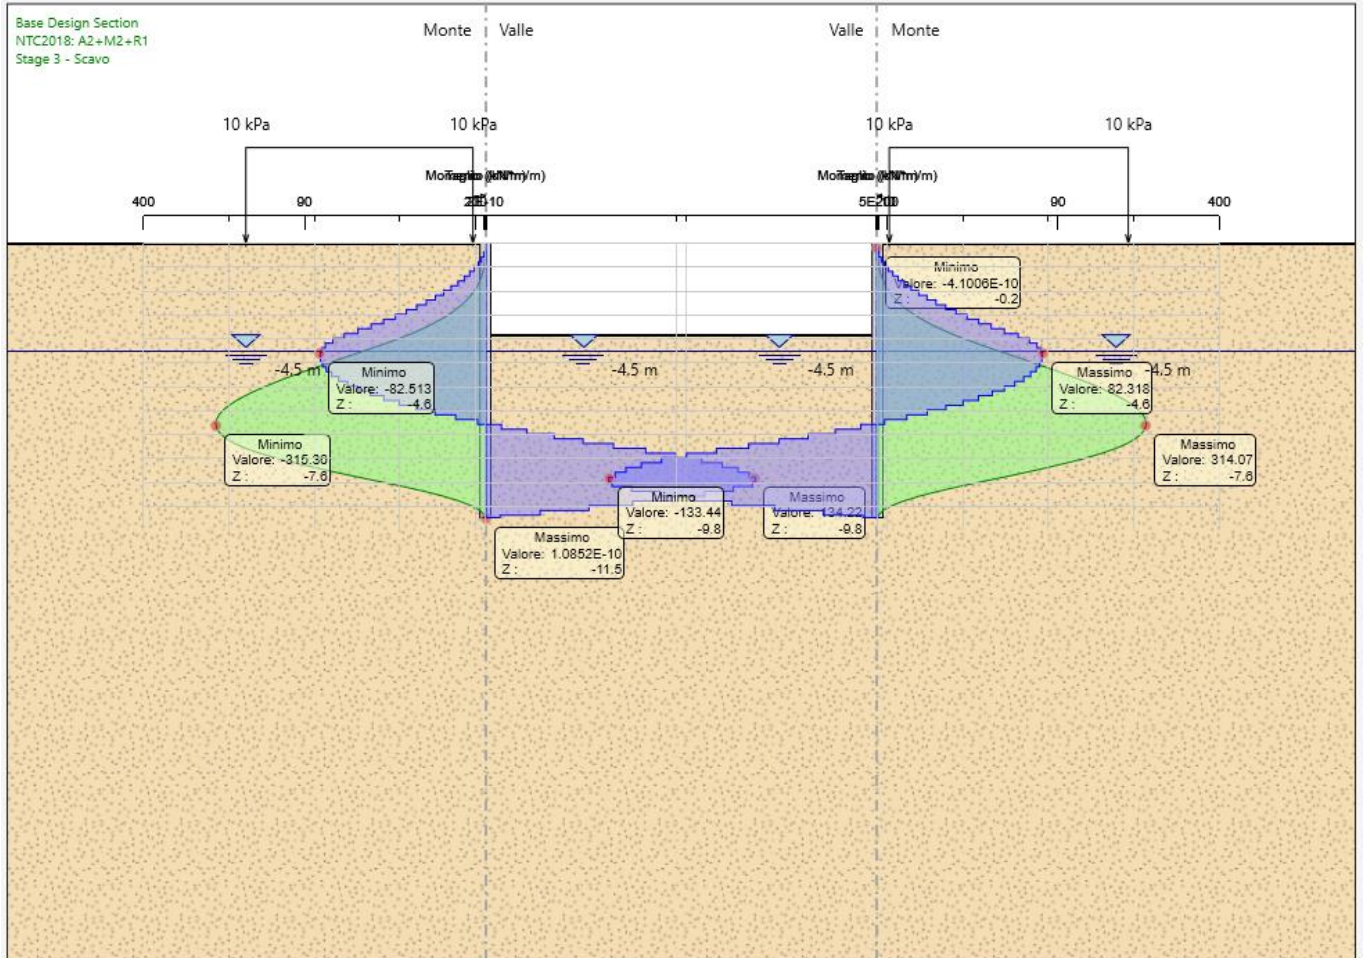 Base Design Section
NTC2018: A2+M2+R1
Stage 3 - Scavo
Monte Valle
Valle Monte
10 kPa 10 kPa 10 kPa 10 kPa
400 90 90 400
Minimo
Valore: -4.1006E-10
Z : -0.2
-4.5 m -4.5 m -4.5 m -4.5 m
Minimo
Valore: -82.513
Z : -4.6
Massimo
Valore: 82.318
Z : -4.6
Minimo
Valore: -315.36
Z : -7.6
Massimo
Valore: 314.07
Z : -7.6
Minimo
Valore: -133.44
Z : -9.8
Massimo
Valore: 134.22
Z : -9.8
Massimo
Valore: 1.0852E-10
Z : -11.5